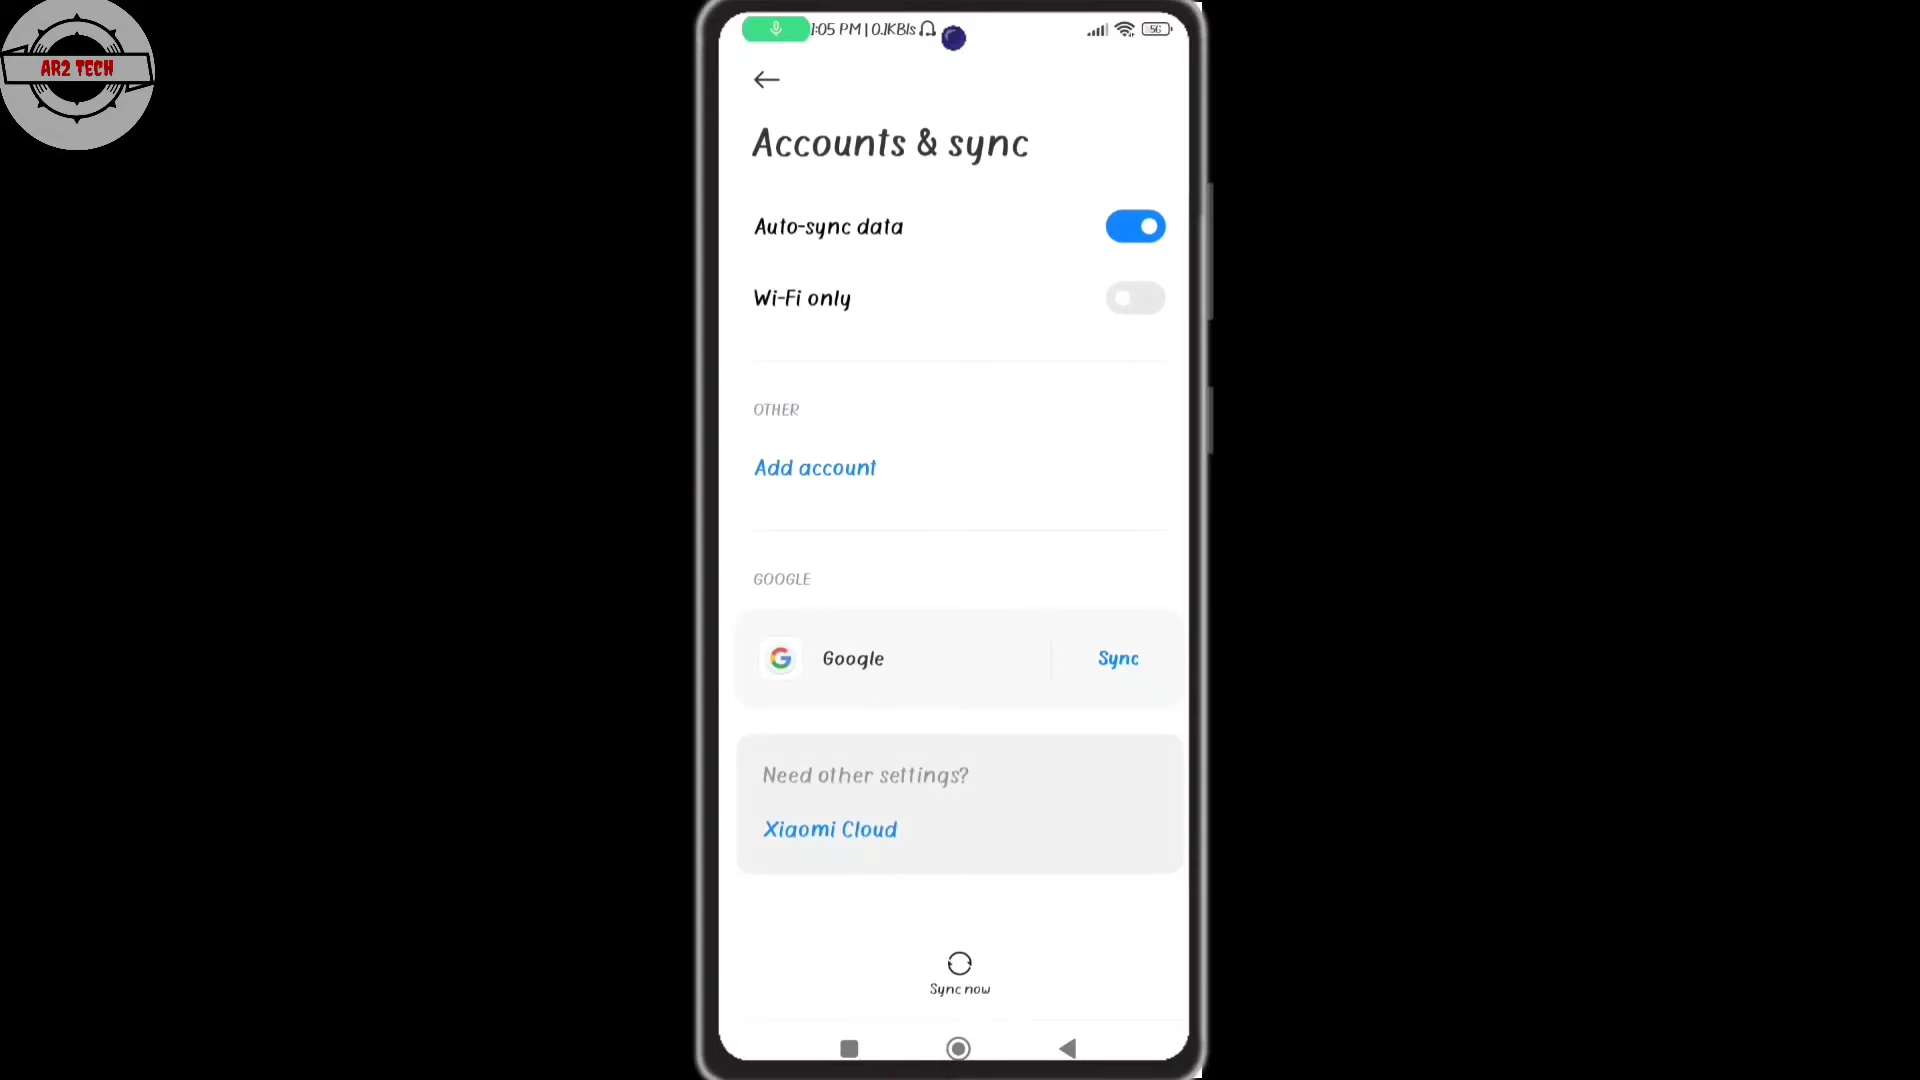 AR2 TECH
1:05 PM | 0.1KB/s
56
Accounts & sync
Auto-sync data
Wi-Fi only
OTHER
Add account
GOOGLE
Google
Sync
Need other settings?
Xiaomi Cloud
Sync now